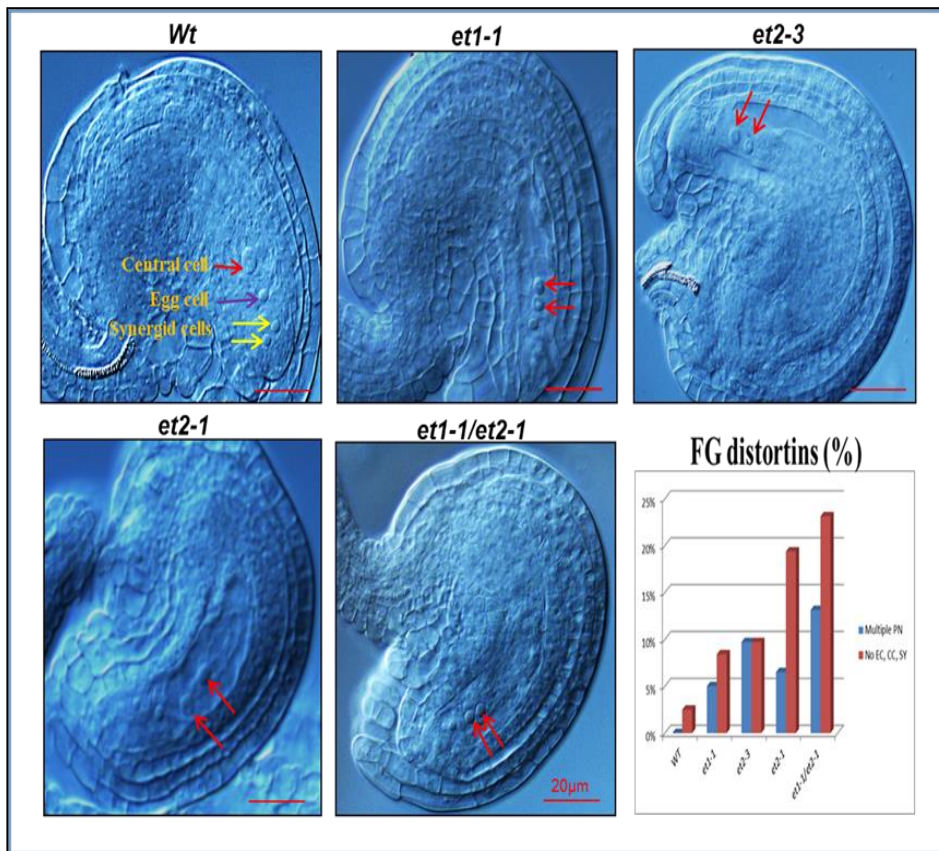 Wt
et1-1
et2-3
Central cell
Egg cell
Synergid cells
et2-1
et1-1/et2-1
20µm
FG distortins (%)
25%
20%
15%
10%
5%
0%
Multiple PN
No EC, CC, SY
WT
et1-1
et2-3
et2-1
et1-1/et2-1